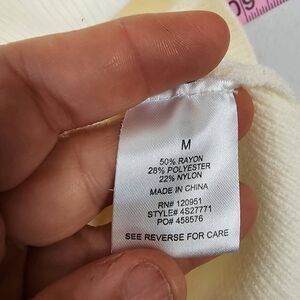 M
50% RAYON
28% POLYESTER
22% NYLON
MADE IN CHINA
RN# 120951
STYLE# 4S27771
PO# 458576
SEE REVERSE FOR CARE